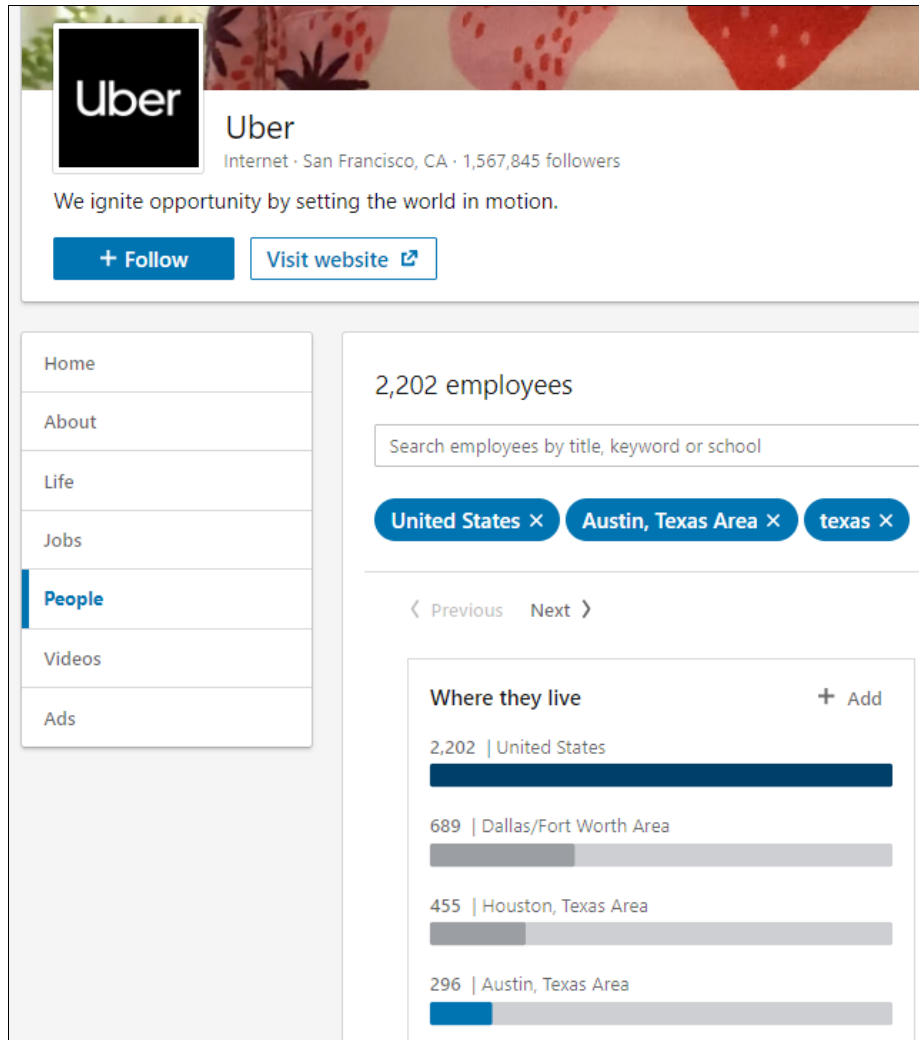 Uber
Uber
Internet · San Francisco, CA · 1,567,845 followers
We ignite opportunity by setting the world in motion.
+ Follow
Visit website
Home
About
Life
Jobs
People
Videos
Ads
2,202 employees
Search employees by title, keyword or school
United States × Austin, Texas Area × texas ×
Previous Next
Where they live + Add
2,202 | United States
689 | Dallas/Fort Worth Area
455 | Houston, Texas Area
296 | Austin, Texas Area